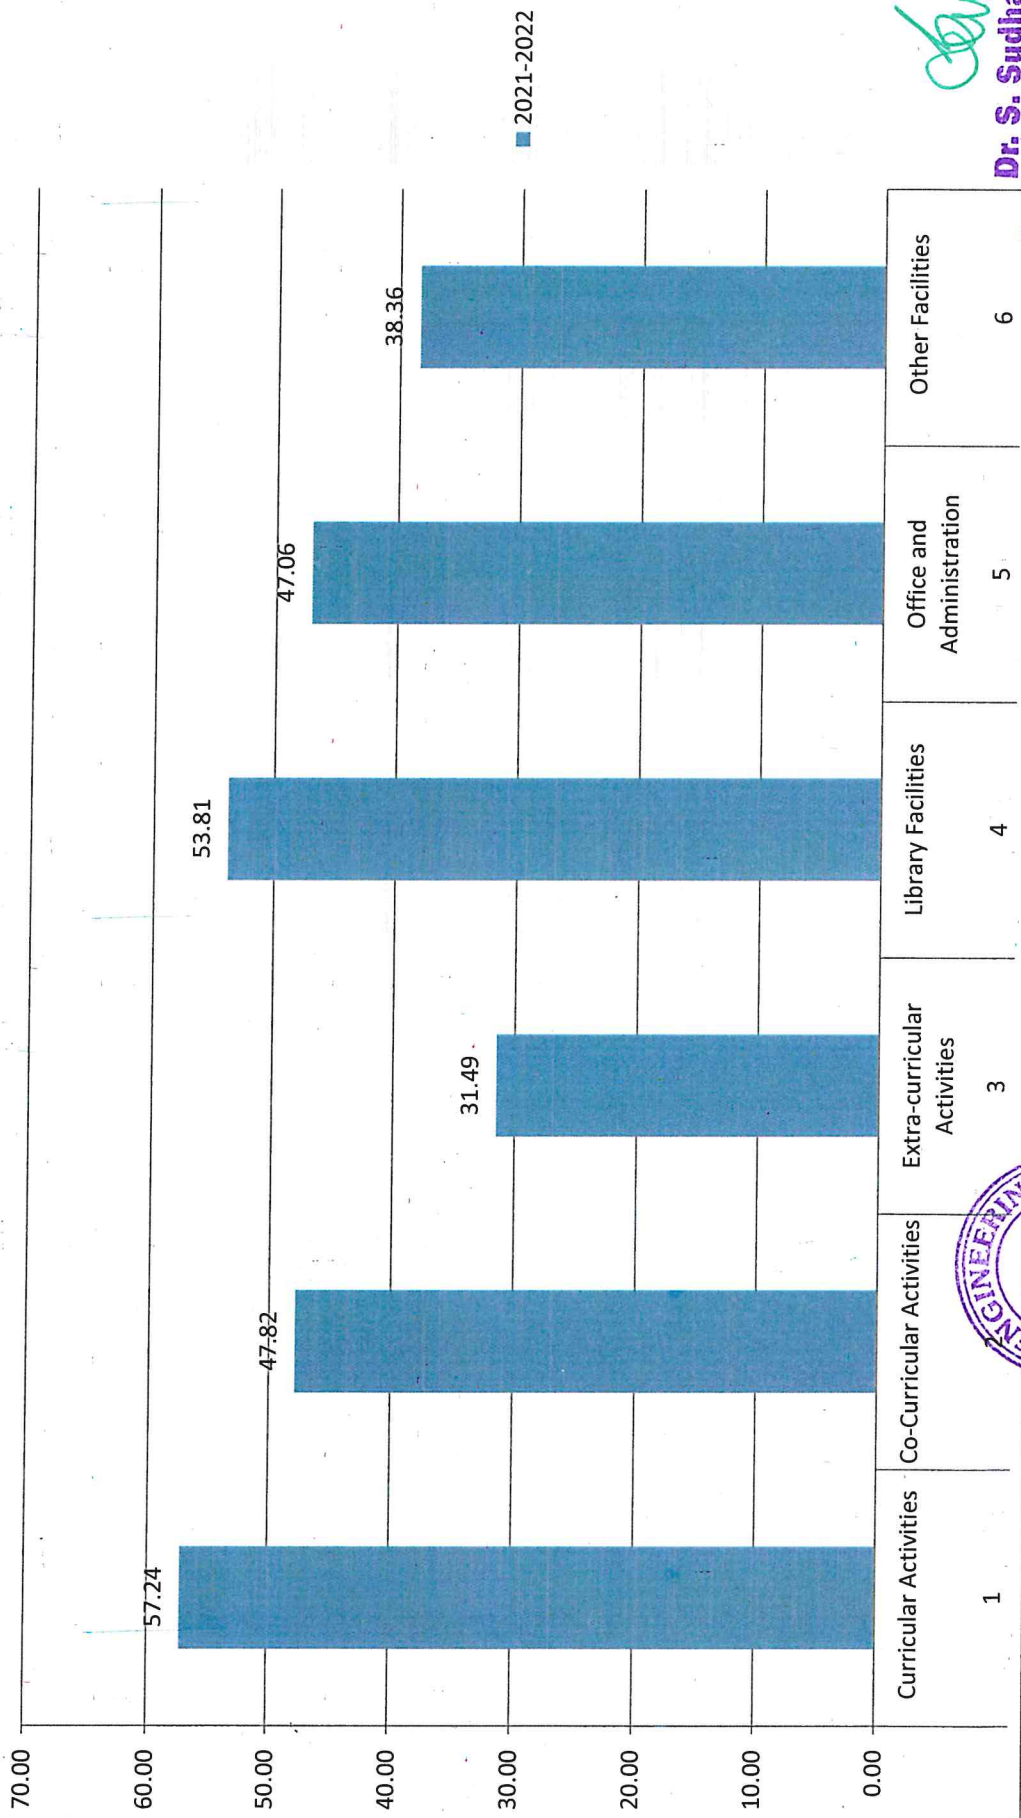 70.00
60.00
50.00
40.00
30.00
20.00
10.00
0.00
57.24
47.82
31.49
53.81
47.06
38.36
Curricular Activities
Co-Curricular Activities
Extra-curricular
Activities
Library Facilities
Office and
Administration
Other Facilities
1
2
3
4
5
6
2021-2022
Dr. S.